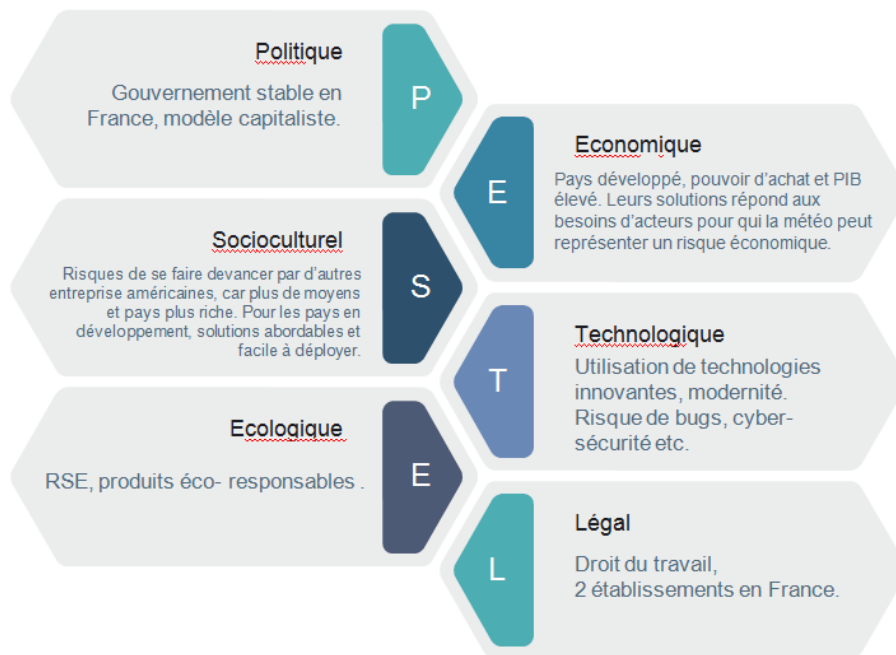 Politique
Gouvernement stable en
France, modèle capitaliste.
P
E
Economique
Pays développé, pouvoir d'achat et PIB
élevé. Leurs solutions répond aux
besoins d'acteurs pour qui la météo peut
représenter un risque économique.
Socioculturel
Risques de se faire devancer par d'autres
entreprise américaines, car plus de moyens
et pays plus riche. Pour les pays en
développement, solutions abordables et
facile à déployer.
S
T
Technologique
Utilisation de technologies
innovantes, modernité.
Risque de bugs, cyber-
sécurité etc.
Ecologique
RSE, produits éco- responsables .
E
L
Légal
Droit du travail,
2 établissements en France.